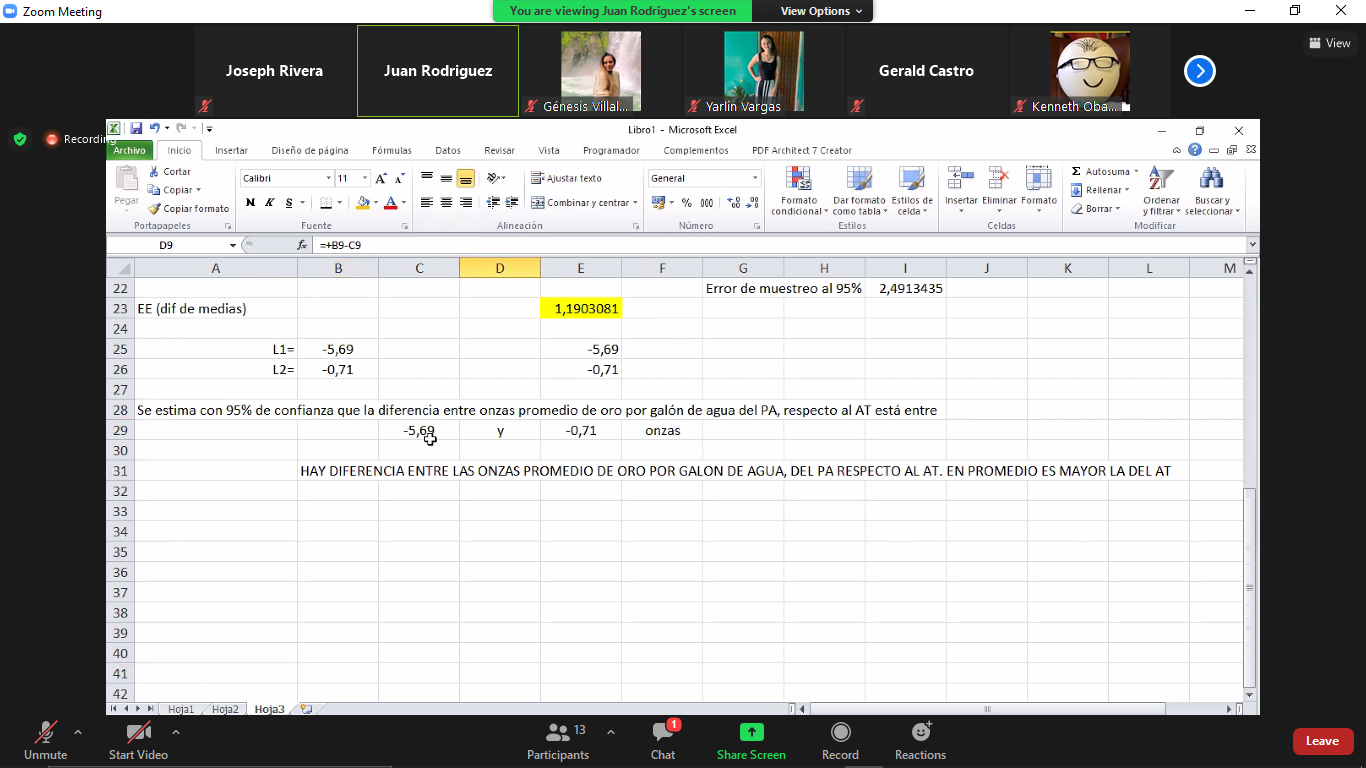 Zoom Meeting
You are viewing Juan Rodriguez's screen
View Options
Joseph Rivera
Juan Rodriguez
Génesis Villal...
Yarlin Vargas
Gerald Castro
Kenneth Oba...
View
Recording
Libro1 - Microsoft Excel
Archivo Inicio Insertar Diseño de página Fórmulas Datos Revisar Vista Programador Complementos PDF Architect 7 Creator
Pegar
Cortar
Copiar
Copiar formato
Portapapeles
Calibri 11
N K S
Fuente
Ajustar texto
Combinar y centrar
Alineación
General
% 000
Número
Formato condicional
Dar formato como tabla
Estilos de celda
Estilos
Insertar Eliminar Formato
Celdas
Autosuma
Rellenar
Borrar
Ordenar y filtrar
Buscar y seleccionar
Modificar
D9 fx =+B9-C9
A B C D E F G H I J K L M
22 Error de muestreo al 95% 2,4913435
23 EE (dif de medias) 1,1903081
24
25 L1= -5,69 -5,69
26 L2= -0,71 -0,71
27
28 Se estima con 95% de confianza que la diferencia entre onzas promedio de oro por galón de agua del PA, respecto al AT está entre
29 -5,69 y -0,71 onzas
30
31 HAY DIFERENCIA ENTRE LAS ONZAS PROMEDIO DE ORO POR GALON DE AGUA, DEL PA RESPECTO AL AT. EN PROMEDIO ES MAYOR LA DEL AT
32
33
34
35
36
37
38
39
40
41
42
Hoja1 Hoja2 Hoja3
Unmute
Start Video
Participants 13
Chat 1
Share Screen
Record
Reactions
Leave